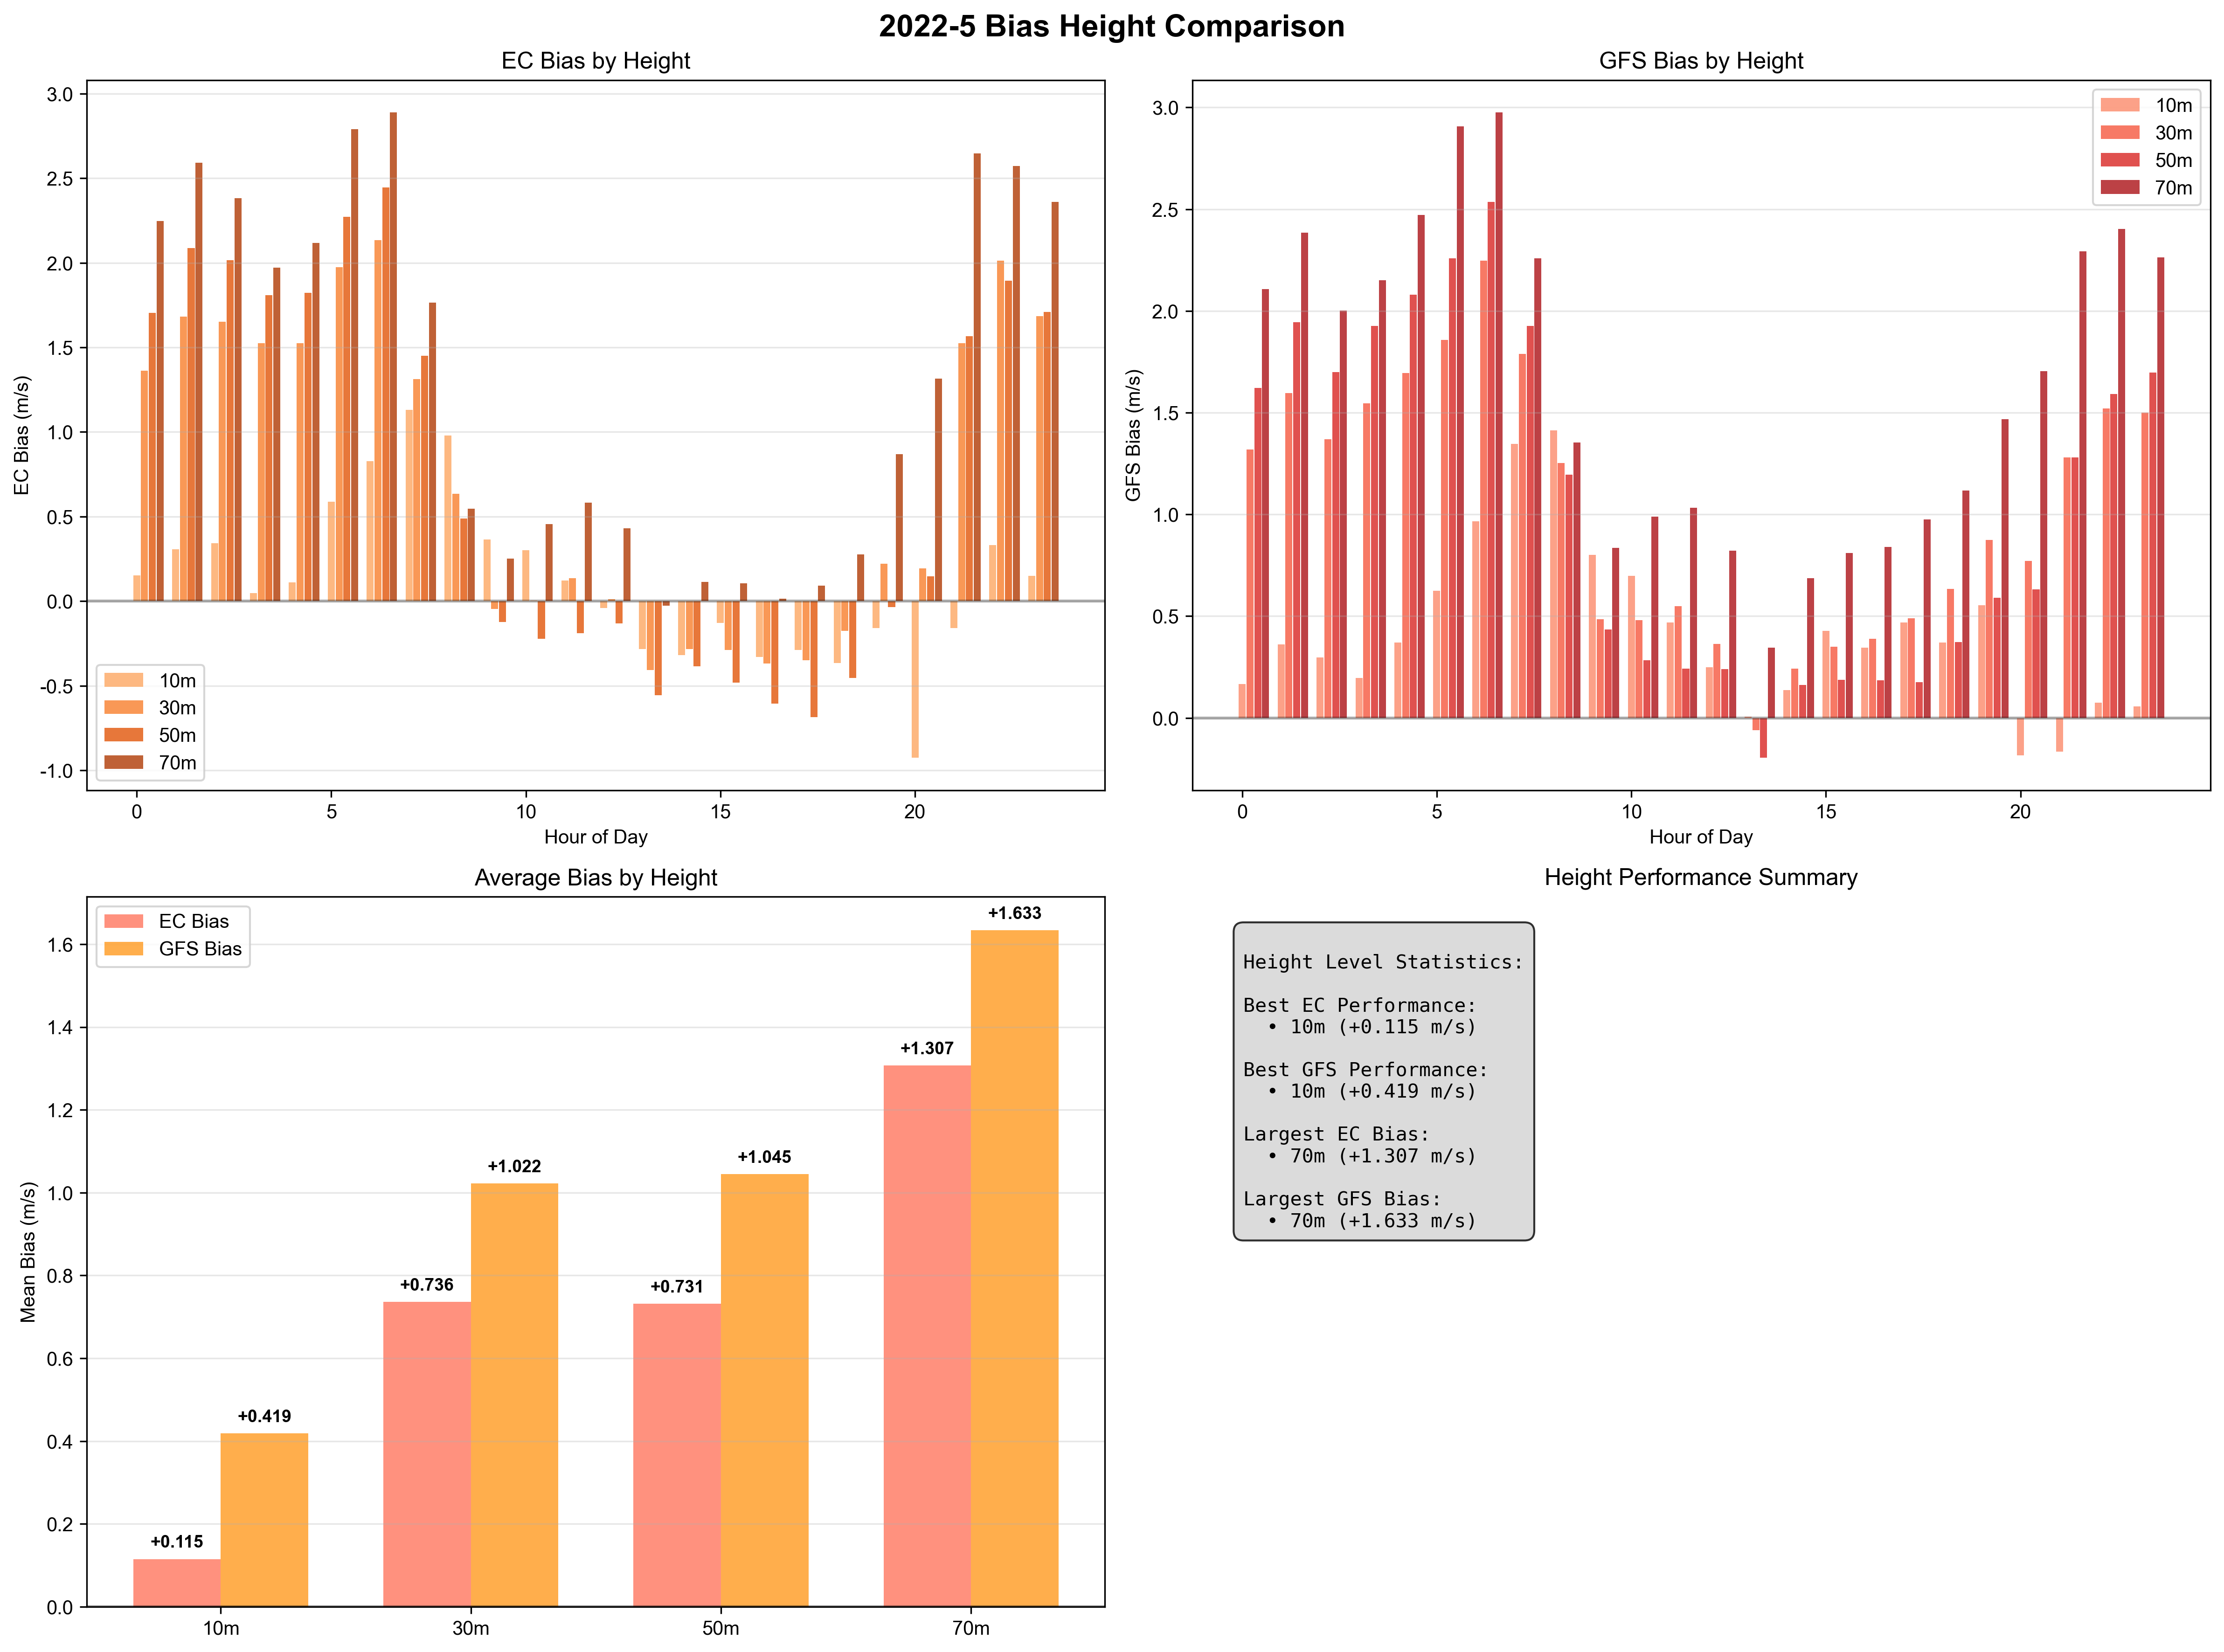 2022-5 Bias Height Comparison
EC Bias by Height
EC Bias (m/s)
3.0
2.5
2.0
1.5
1.0
0.5
0.0
-0.5
-1.0
10m
30m
50m
70m
0
5
10
15
20
Hour of Day
GFS Bias by Height
GFS Bias (m/s)
3.0
2.5
2.0
1.5
1.0
0.5
0.0
10m
30m
50m
70m
0
5
10
15
20
Hour of Day
Average Bias by Height
Mean Bias (m/s)
EC Bias
GFS Bias
1.6
1.4
1.2
1.0
0.8
0.6
0.4
0.2
0.0
+0.115
+0.419
+0.736
+1.022
+0.731
+1.045
+1.307
+1.633
10m
30m
50m
70m
Height Performance Summary
Height Level Statistics:
Best EC Performance:
• 10m (+0.115 m/s)
Best GFS Performance:
• 10m (+0.419 m/s)
Largest EC Bias:
• 70m (+1.307 m/s)
Largest GFS Bias:
• 70m (+1.633 m/s)